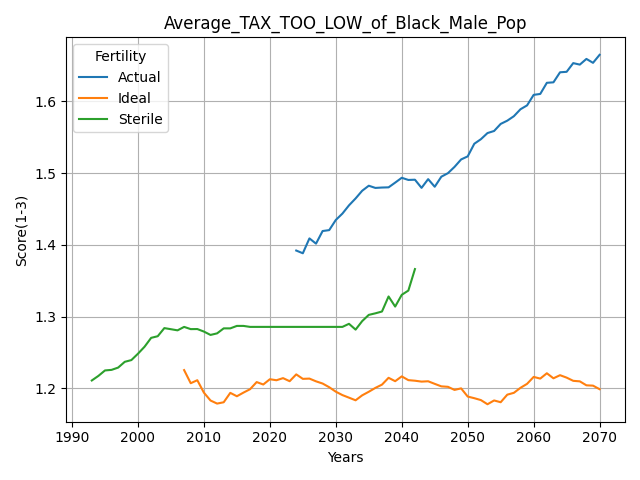 Average_TAX_TOO_LOW_of_Black_Male_Pop
Fertility
Actual
Ideal
Sterile
Score(1-3)
1.6
1.5
1.4
1.3
1.2
1990 2000 2010 2020 2030 2040 2050 2060 2070
Years